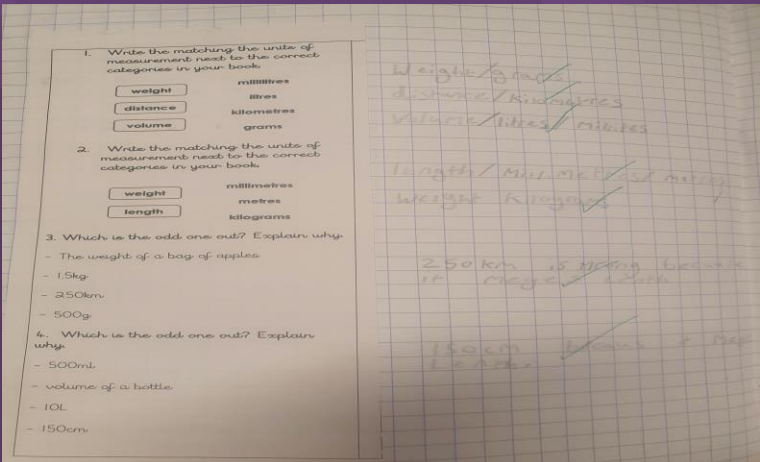 1. Write the matching the units of
measurement next to the correct
categories in your book.
weight
millilitres
litres
distance
kilometres
volume
grams
2. Write the matching the units of
measurement next to the correct
categories in your book.
weight
millimetres
metres
length
kilograms
3. Which is the odd one out? Explain why.
- The weight of a bag of apples
- 1.5kg
- 250km
- 500g
4. Which is the odd one out? Explain
why.
- 500ml
- volume of a bottle
- 10L
- 150cm
Weight/grams
distance/Kilometres
Volume/litres/
length/
Weight
250km is because
it
150cm